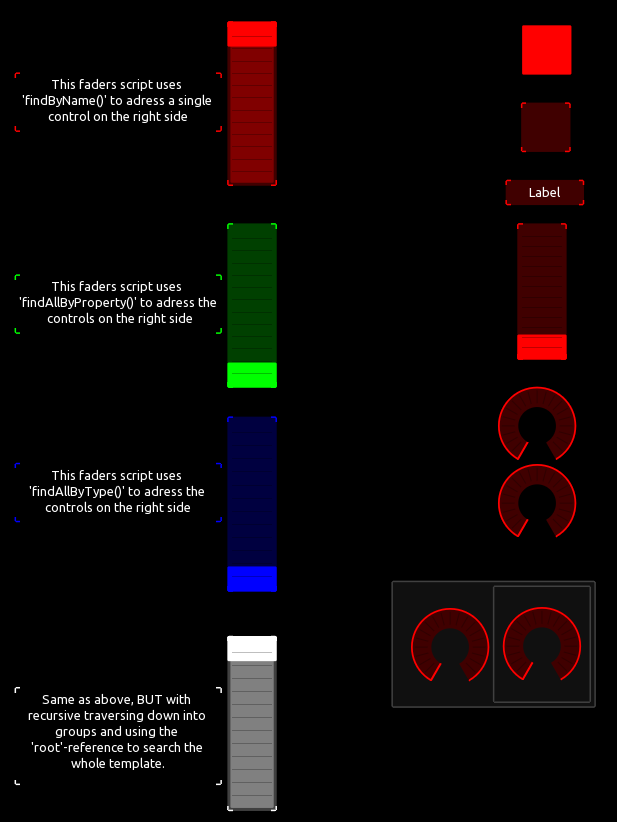 This faders script uses
'findByName()' to adress a single
control on the right side
Label
This faders script uses
'findAllByProperty()' to adress the
controls on the right side
This faders script uses
'findAllByType()' to adress the
controls on the right side
Same as above, BUT with
recursive traversing down into
groups and using the
'root'-reference to search the
whole template.